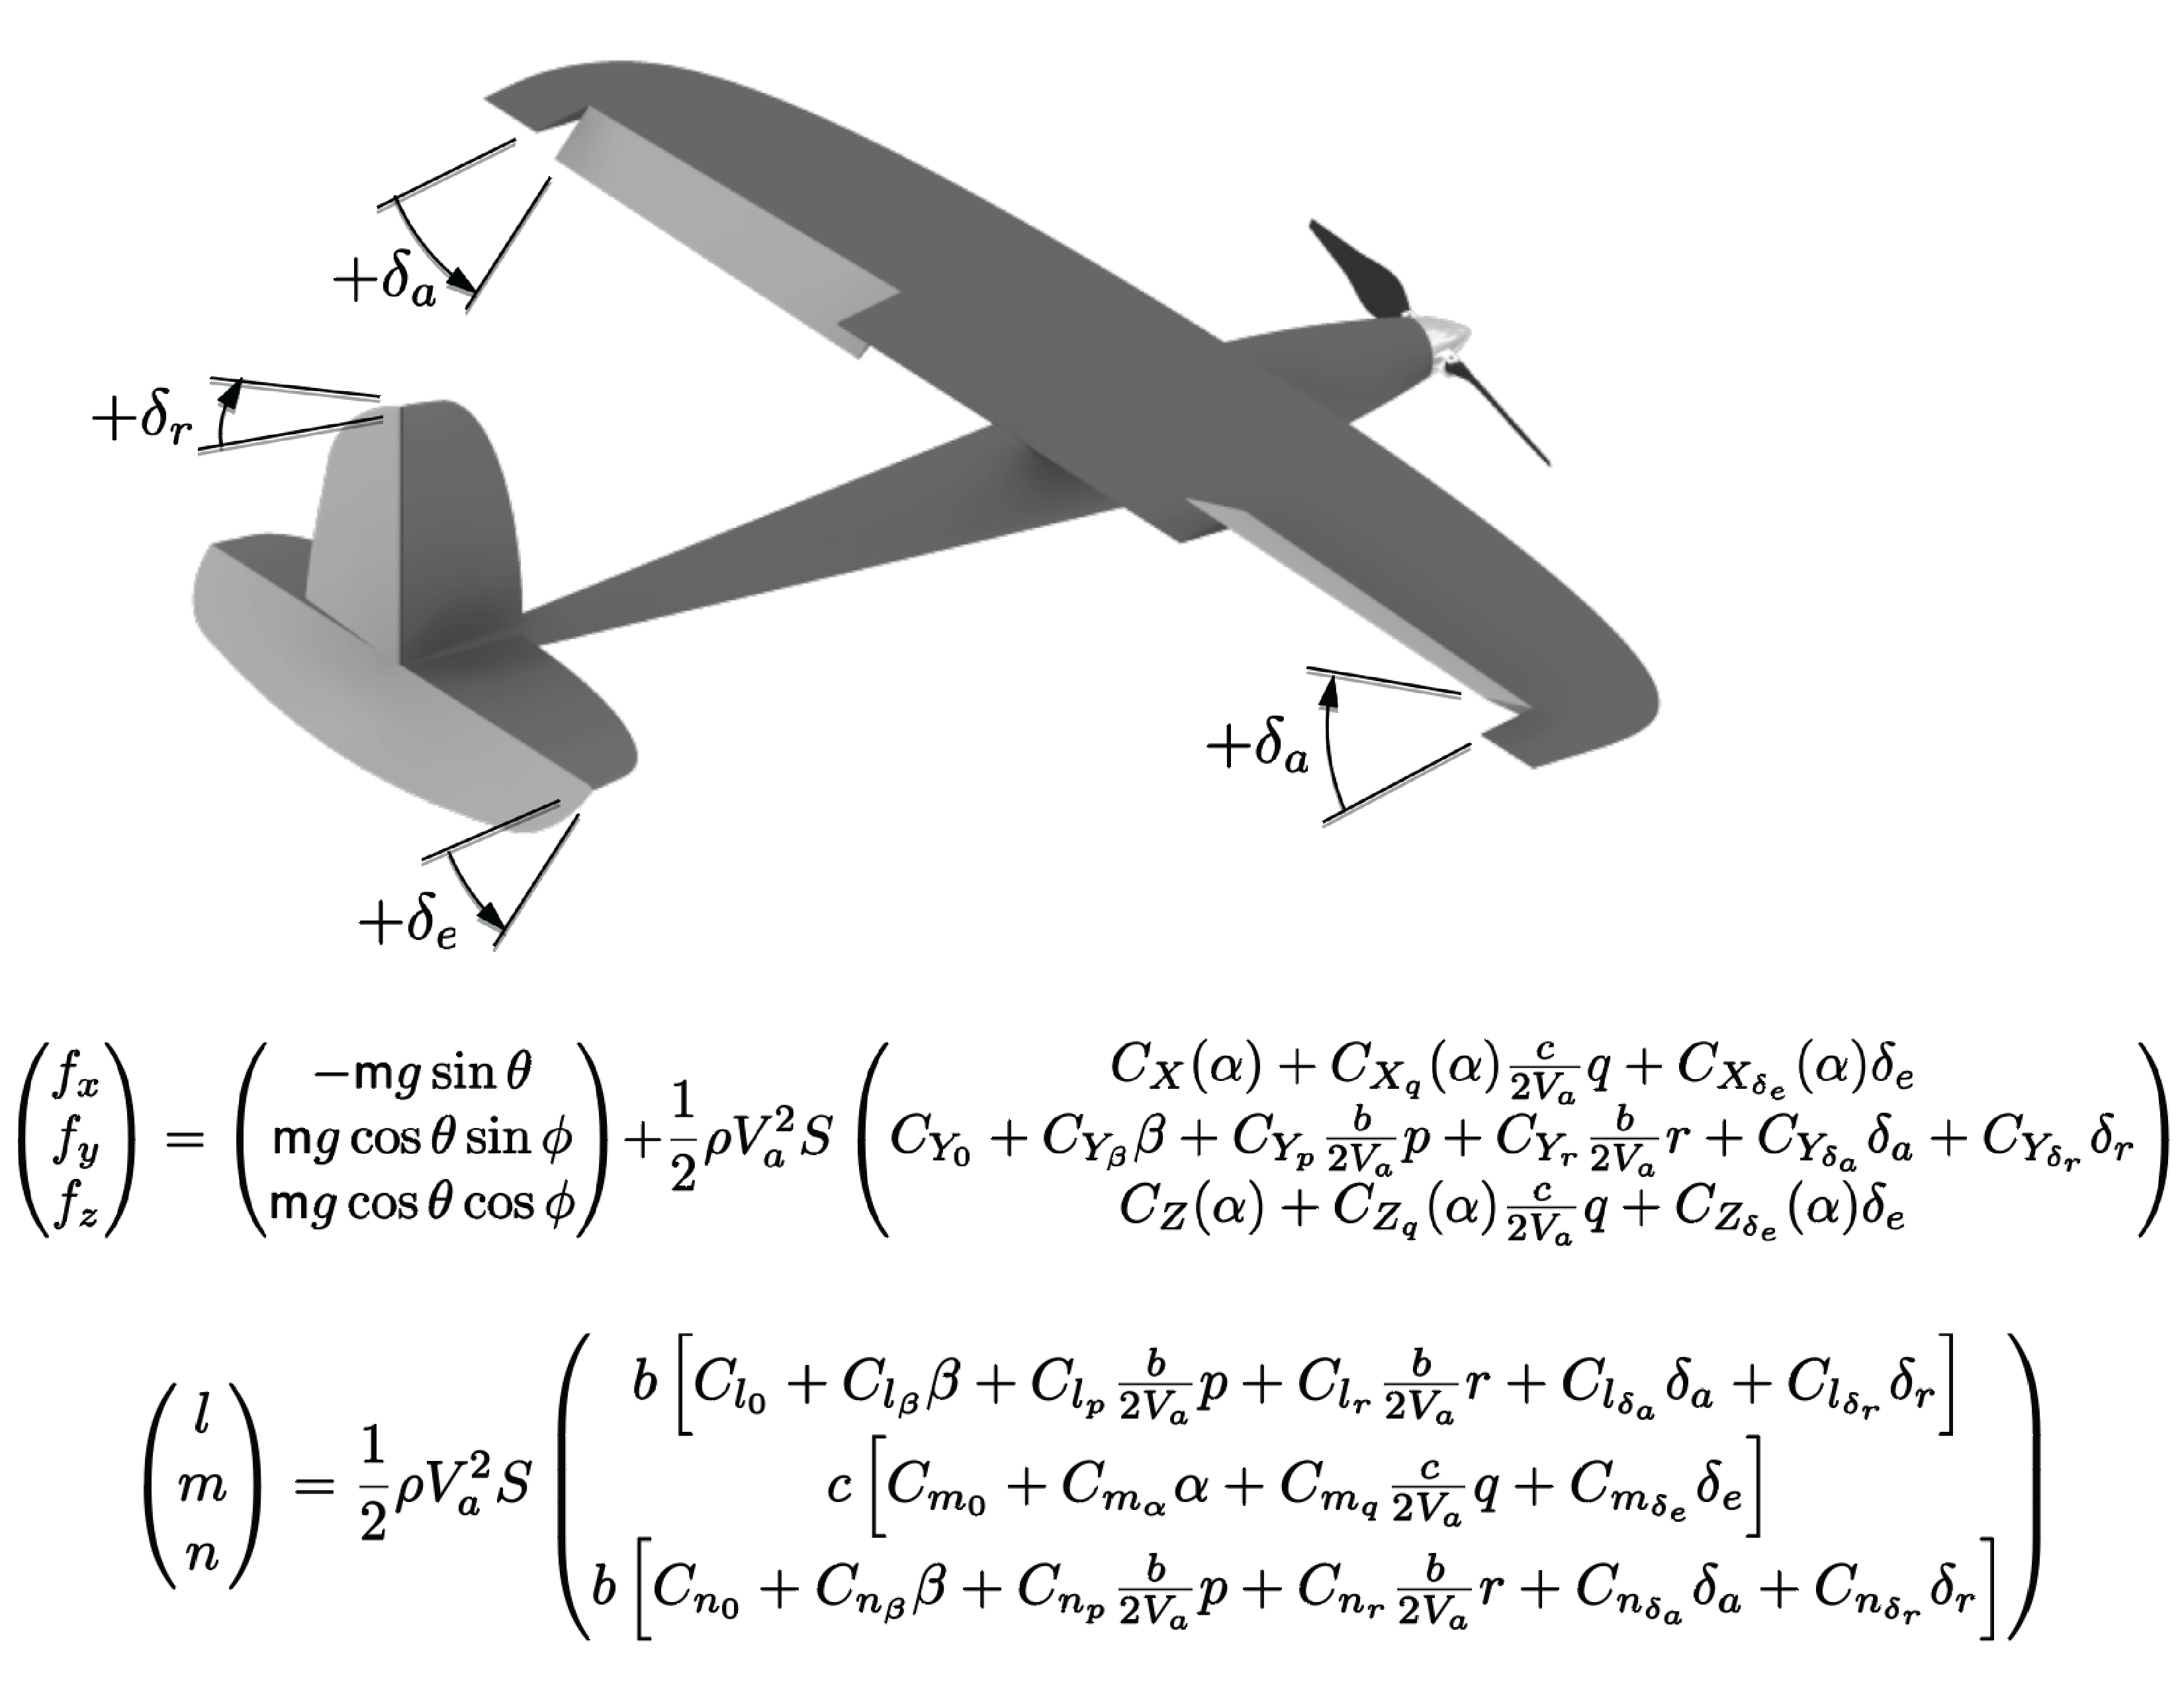 +δₐ
+δᵣ
+δₐ
+δₑ
\begin{pmatrix} f_x \\ f_y \\ f_z \end{pmatrix} = \begin{pmatrix} -\mathsf{m}g\sin\theta \\ \mathsf{m}g\cos\theta\sin\phi \\ \mathsf{m}g\cos\theta\cos\phi \end{pmatrix} + \frac{1}{2}\rho V_a^2 S \begin{pmatrix} C_X(\alpha) + C_{X_q}(\alpha)\frac{c}{2V_a}q + C_{X_{\delta_e}}(\alpha)\delta_e \\ C_{Y_0} + C_{Y_\beta}\beta + C_{Y_p}\frac{b}{2V_a}p + C_{Y_r}\frac{b}{2V_a}r + C_{Y_{\delta_a}}\delta_a + C_{Y_{\delta_r}}\delta_r \\ C_Z(\alpha) + C_{Z_q}(\alpha)\frac{c}{2V_a}q + C_{Z_{\delta_e}}(\alpha)\delta_e \end{pmatrix}
\begin{pmatrix} l \\ m \\ n \end{pmatrix} = \frac{1}{2}\rho V_a^2 S \begin{pmatrix} b\left[C_{l_0} + C_{l_\beta}\beta + C_{l_p}\frac{b}{2V_a}p + C_{l_r}\frac{b}{2V_a}r + C_{l_{\delta_a}}\delta_a + C_{l_{\delta_r}}\delta_r\right] \\ c\left[C_{m_0} + C_{m_\alpha}\alpha + C_{m_q}\frac{c}{2V_a}q + C_{m_{\delta_e}}\delta_e\right] \\ b\left[C_{n_0} + C_{n_\beta}\beta + C_{n_p}\frac{b}{2V_a}p + C_{n_r}\frac{b}{2V_a}r + C_{n_{\delta_a}}\delta_a + C_{n_{\delta_r}}\delta_r\right] \end{pmatrix}